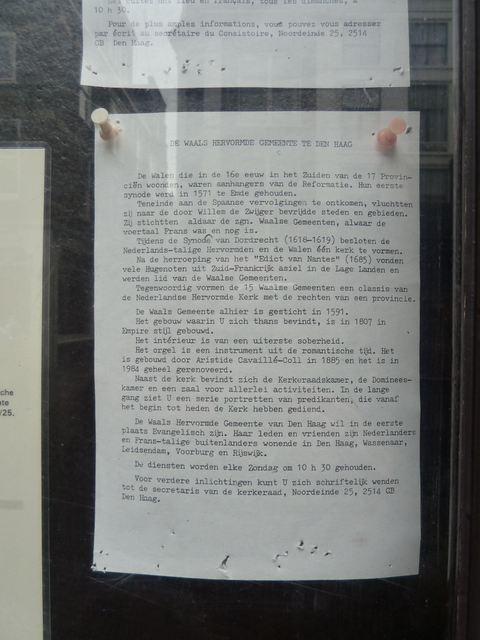 lieu en français, tous les dimanches, à
10 h 30.
Pour de plus amples informations, vous pouvez vous adresser
par écrit au secrétaire du Consistoire, Noordeinde 25, 2514
CB Den Haag.
DE WAALS HERVORMDE GEMEENTE TE DEN HAAG
De Walen die in de 16e eeuw in het Zuiden van de 17 Provin-
ciën woonden, waren aanhangers van de Reformatie. Hun eerste
synode werd in 1571 te Emde gehouden.
Teneinde aan de Spaanse vervolgingen te ontkomen, vluchtten
zij naar de door Willem de Zwijger bevrijdde steden en gebieden.
Zij stichtten aldaar de zgn. Waalse Gemeenten, alwaar de
voertaal Frans was en nog is.
Tijdens de Synode van Dordrecht (1618-1619) besloten de
Nederlands-talige Hervormden en de Walen één kerk te vormen.
Na de herroeping van het "Edict van Nantes" (1685) vonden
vele Hugenoten uit Zuid-Frankrijk asiel in de Lage Landen en
werden lid van de Waalse Gemeenten.
Tegenwoordig vormen de 15 Waalse Gemeenten een classis van
de Nederlandse Hervormde Kerk met de rechten van een provincie.
De Waals Gemeente alhier is gesticht in 1591.
Het gebouw waarin U zich thans bevindt, is in 1807 in
Empire stijl gebouwd.
Het intérieur is van een uiterste soberheid.
Het orgel is een instrument uit de romantische tijd. Het
is gebouwd door Aristide Cavaillé-Coll in 1885 en het is in
1984 geheel gerenoveerd.
Naast de kerk bevindt zich de Kerkeraadskamer, de Dominees-
kamer en een zaal voor allerlei activiteiten. In de lange
gang ziet U een serie portretten van predikanten, die vanaf
het begin tot heden de Kerk hebben gediend.
De Waals Hervormde Gemeente van Den Haag wil in de eerste
plaats Evangelisch zijn. Haar leden en vrienden zijn Nederlanders
en Frans-talige buitenlanders wonende in Den Haag, Wassenaar,
Leidsendam, Voorburg en Rijswijk.
De diensten worden elke Zondag om 10 h 30 gehouden.
Voor verdere inlichtingen kunt U zich schriftelijk wenden
tot de secretaris van de kerkeraad, Noordeinde 25, 2514 CB
Den Haag.
/25.